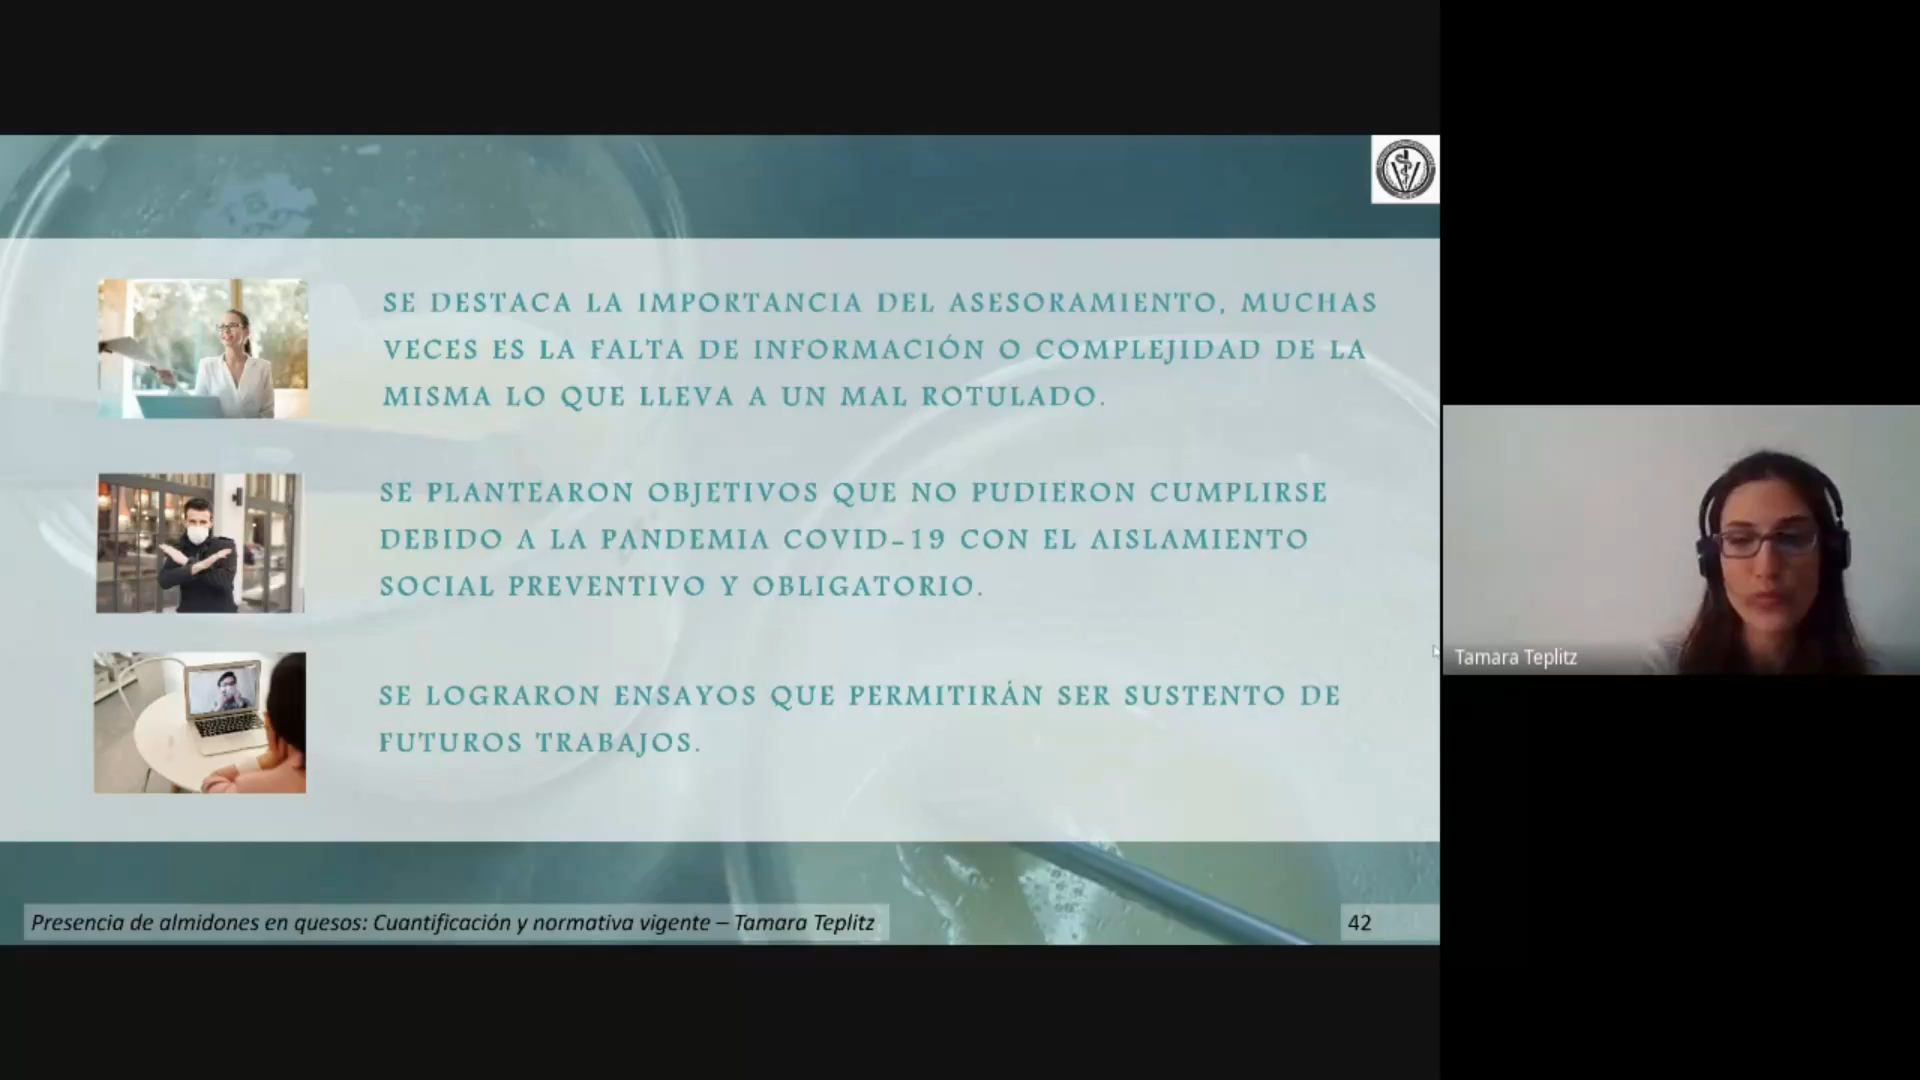 SE DESTACA LA IMPORTANCIA DEL ASESORAMIENTO, MUCHAS
VECES ES LA FALTA DE INFORMACIÓN O COMPLEJIDAD DE LA
MISMA LO QUE LLEVA A UN MAL ROTULADO.
SE PLANTEARON OBJETIVOS QUE NO PUDIERON CUMPLIRSE
DEBIDO A LA PANDEMIA COVID-19 CON EL AISLAMIENTO
SOCIAL PREVENTIVO Y OBLIGATORIO.
SE LOGRARON ENSAYOS QUE PERMITIRÁN SER SUSTENTO DE
FUTUROS TRABAJOS.
Presencia de almidones en quesos: Cuantificación y normativa vigente – Tamara Teplitz
42
Tamara Teplitz